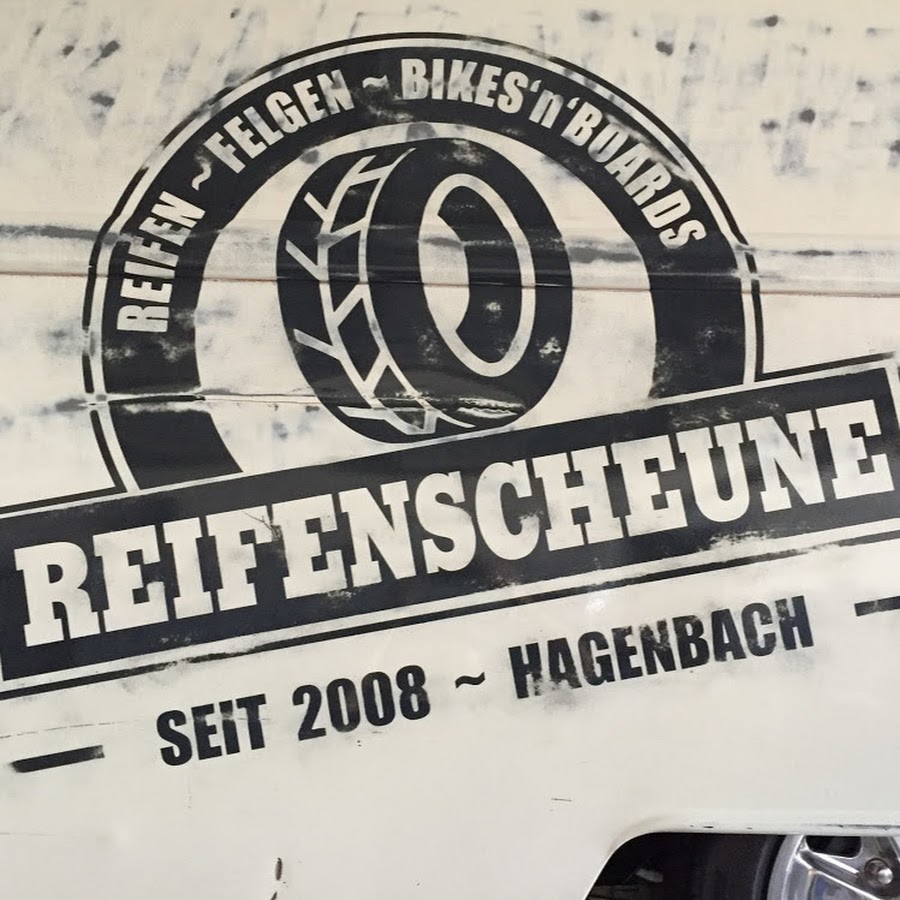 REIFEN ~ FELGEN ~ BIKES'n'BOARDS
REIFENSCHEUNE
SEIT 2008 ~ HAGENBACH